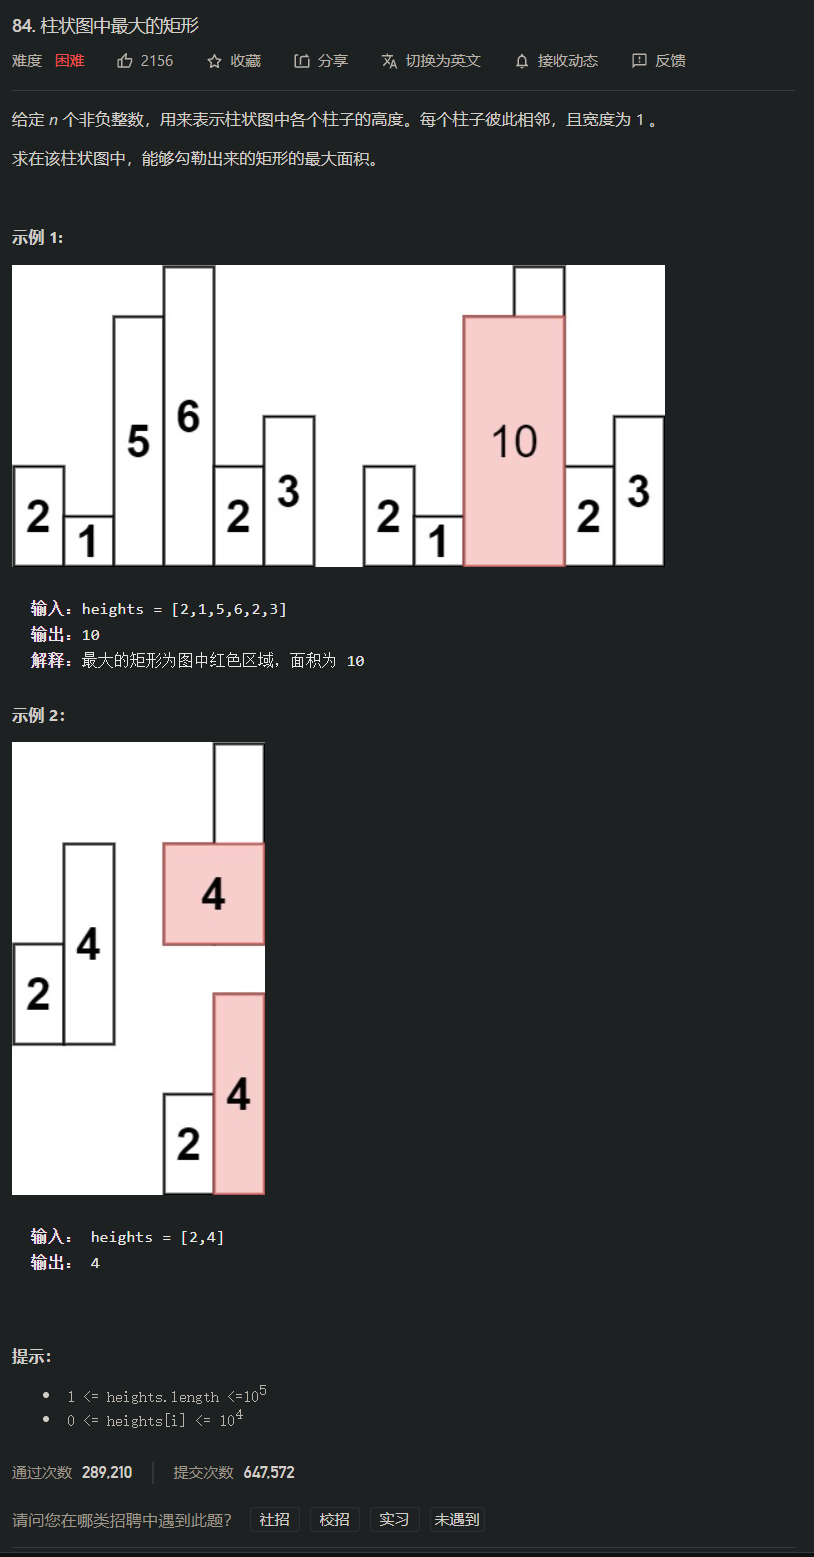 84. 柱状图中最大的矩形
难度 困难 2156 收藏 分享 切换为英文 接收动态 反馈
给定 n 个非负整数，用来表示柱状图中各个柱子的高度。每个柱子彼此相邻，且宽度为 1 。
求在该柱状图中，能够勾勒出来的矩形的最大面积。
示例 1:
2 1 5 6 2 3 2 1 10 2 3
输入：heights = [2,1,5,6,2,3]
输出：10
解释：最大的矩形为图中红色区域，面积为 10
示例 2：
4
2 4
2 4
输入： heights = [2,4]
输出： 4
提示：
1 <= heights.length <=10⁵
0 <= heights[i] <= 10⁴
通过次数 289,210 提交次数 647,572
请问您在哪类招聘中遇到此题？ 社招 校招 实习 未遇到